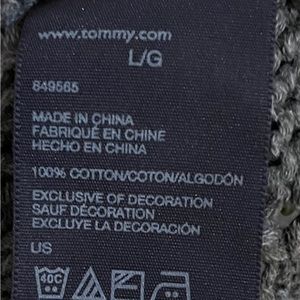 www.tommy.com
L/G
849565
MADE IN CHINA
FABRIQUÉ EN CHINE
HECHO EN CHINA
100% COTTON/COTON/ALGODÓN
EXCLUSIVE OF DECORATION
SAUF DÉCORATION
EXCLUYE LA DECORACIÓN
US
40C